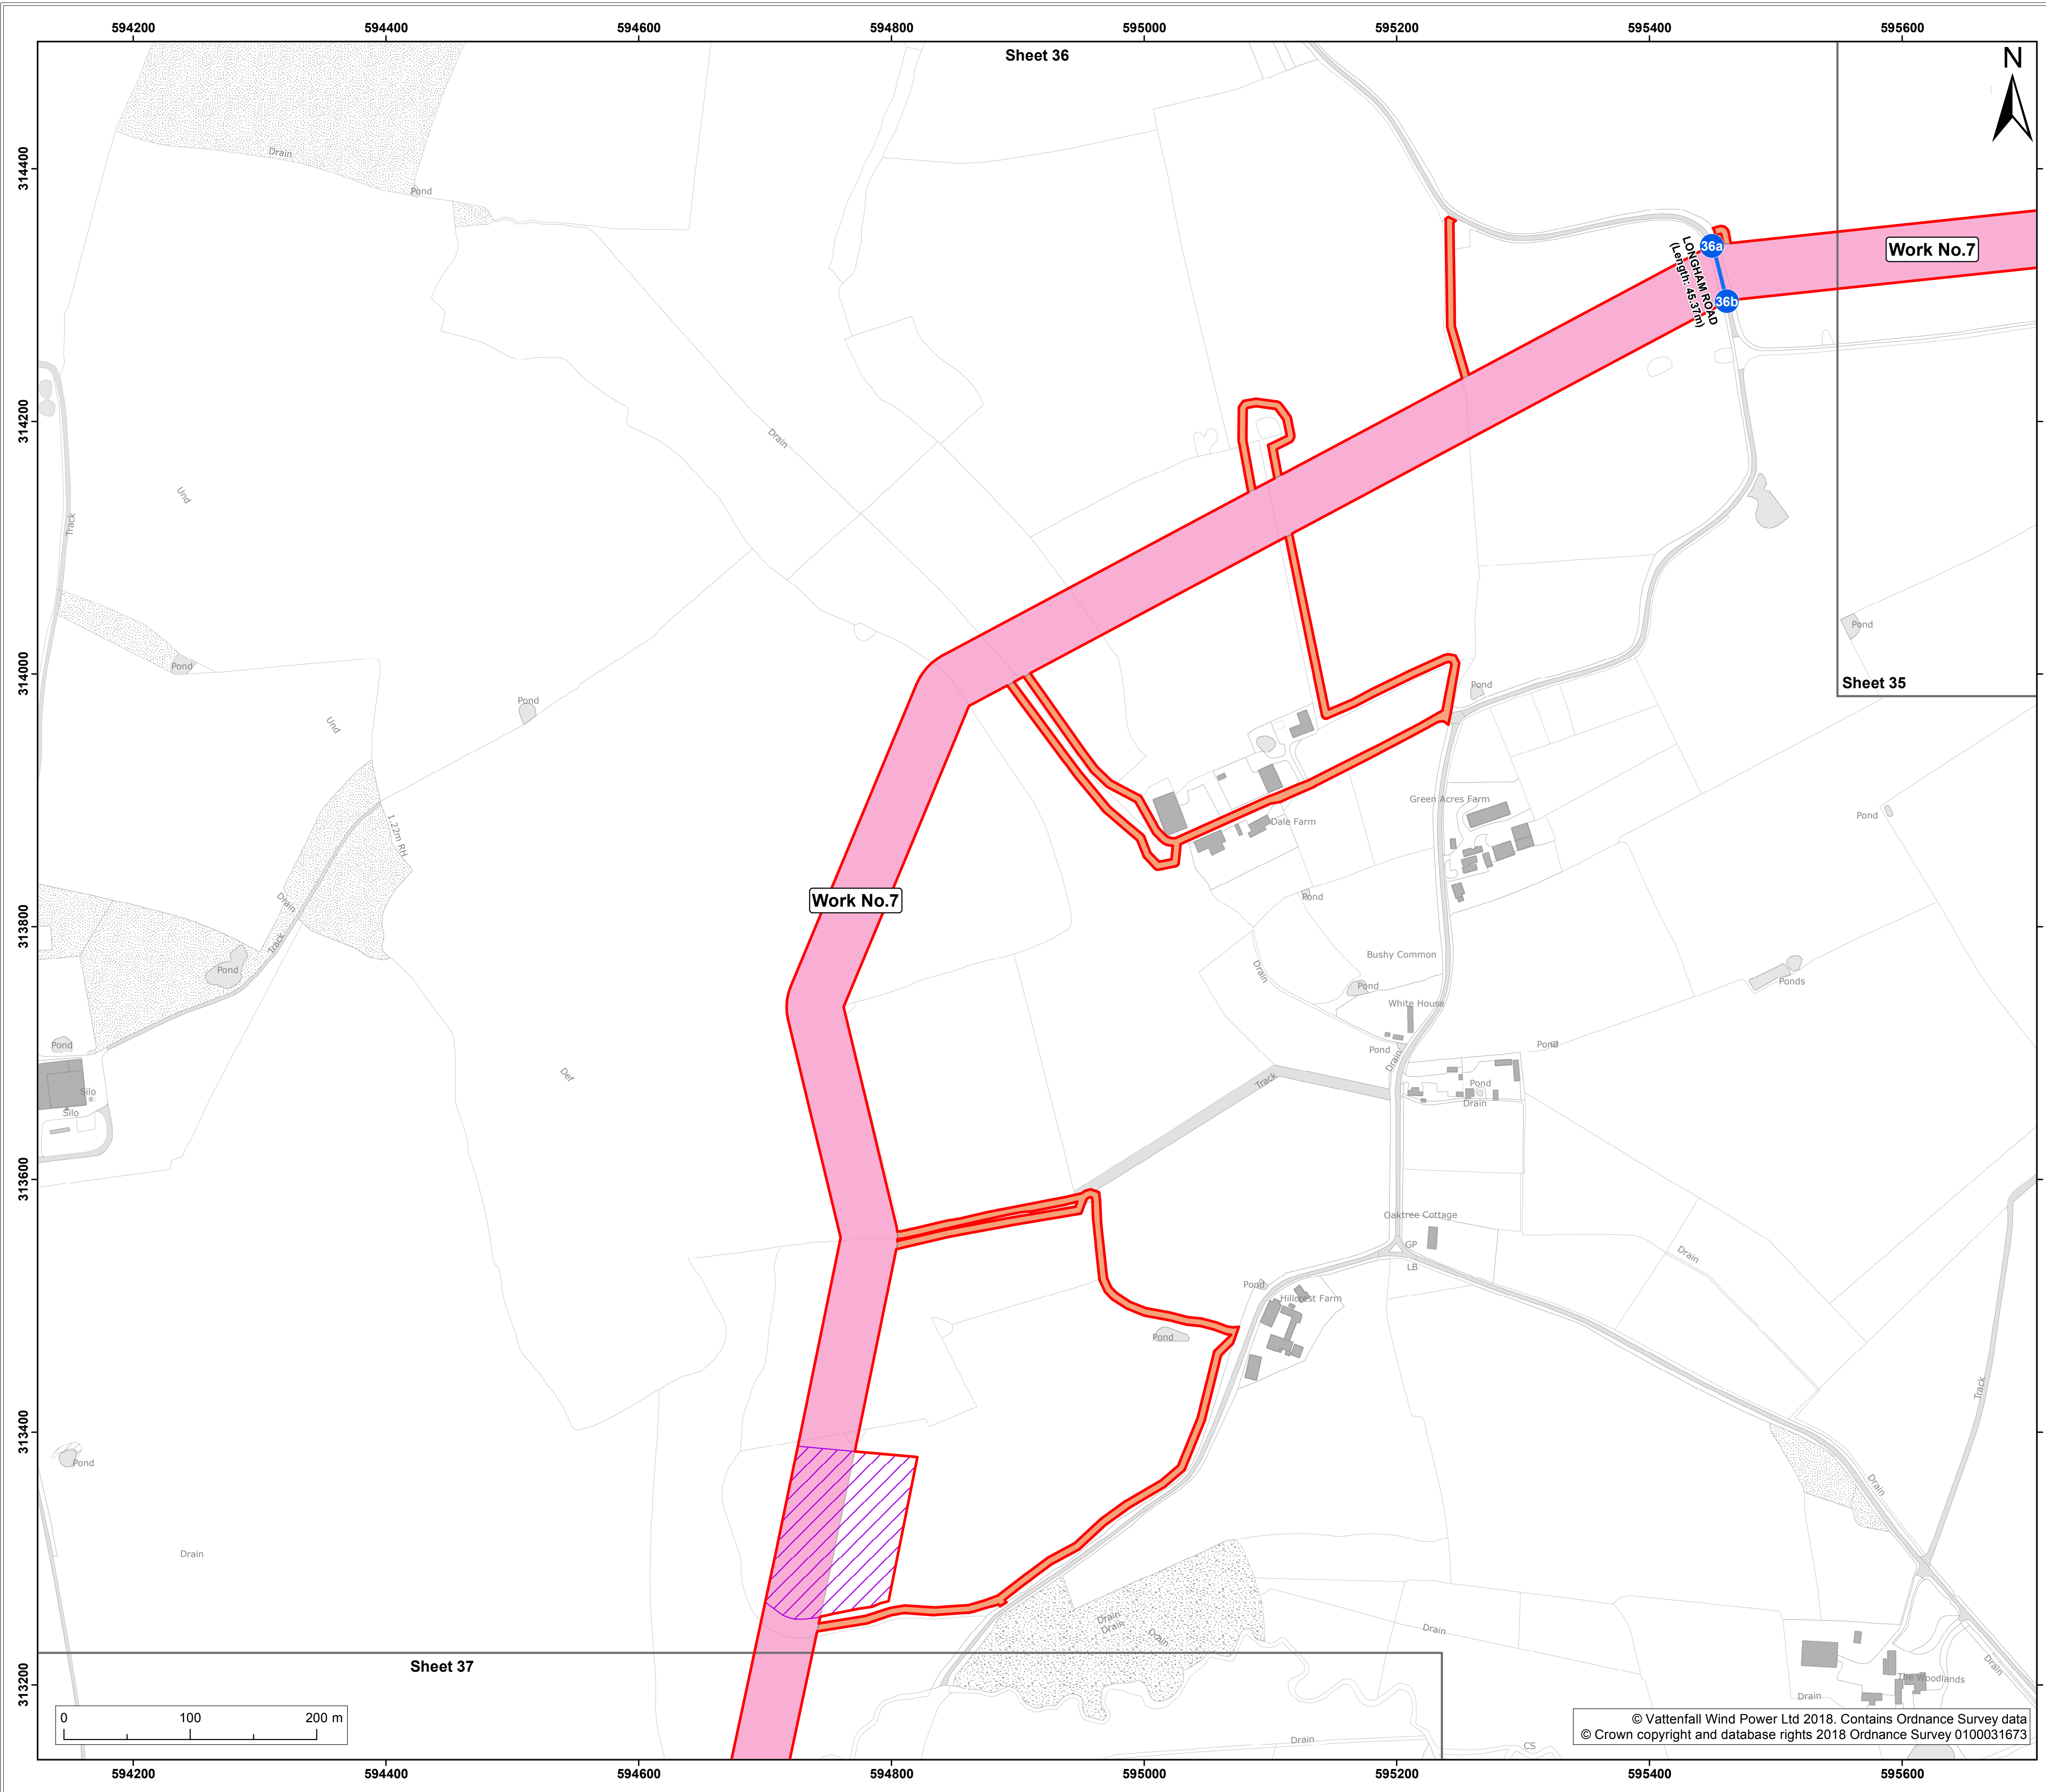 594200 594400 594600 594800 595000 595200 595400 595600
Sheet 36
N
314400
314200
314000
313800
313600
313400
313200
Drain
Pond
36a
36b
LONGHAM ROAD
(Length: 45.37m)
Work No.7
Drain
Und
Track
Pond
Pond
Sheet 35
Pond
Pond
Und
1.22m RH
Green Acres Farm
Dale Farm
Pond
Work No.7
Pond
Drain
Track
Pond
Bushy Common
Drain
Pond
White House
Ponds
Pond
Pond
Drain
Pond
Silo
Silo
Def
Track
Pond
Drain
Oaktree Cottage
GP
LB
Drain
Pond
Hillcrest Farm
Pond
Track
Pond
Drain
Drain
Drain
Drain
Drain
Drain
Sheet 37
The Woodlands
Drain
Drain
Drain
CS
0 100 200 m
© Vattenfall Wind Power Ltd 2018. Contains Ordnance Survey data
© Crown copyright and database rights 2018 Ordnance Survey 0100031673
594200 594400 594600 594800 595000 595200 595400 595600